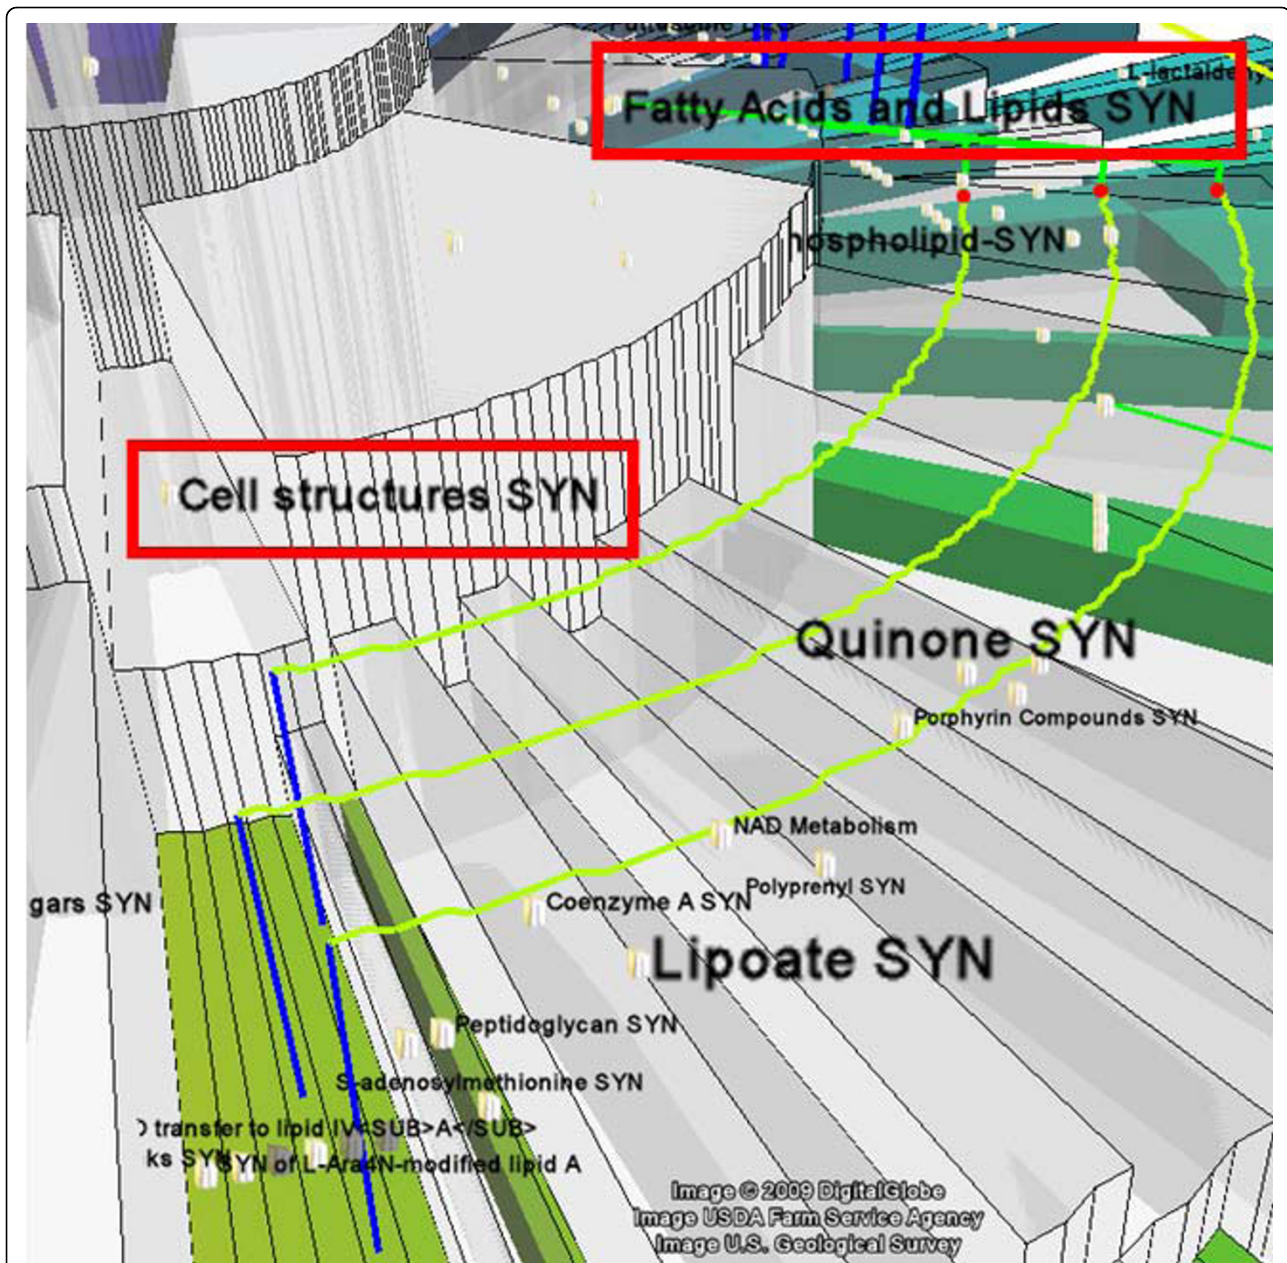 Fatty Acids and Lipids SYN
hospholipid-SYN
Cell structures SYN
Quinone SYN
Porphyrin Compounds SYN
NAD Metabolism
Polyprenyl SYN
gars SYN
Coenzyme A SYN
Lipoate SYN
Peptidoglycan SYN
S-adenosylmethionine SYN
transfer to lipid IV<SUB>A</SUB>
ks SYN
SYN of L-Ara4N-modified lipid A
Image © 2009 DigitalGlobe
Image USDA Farm Service Agency
Image U.S. Geological Survey